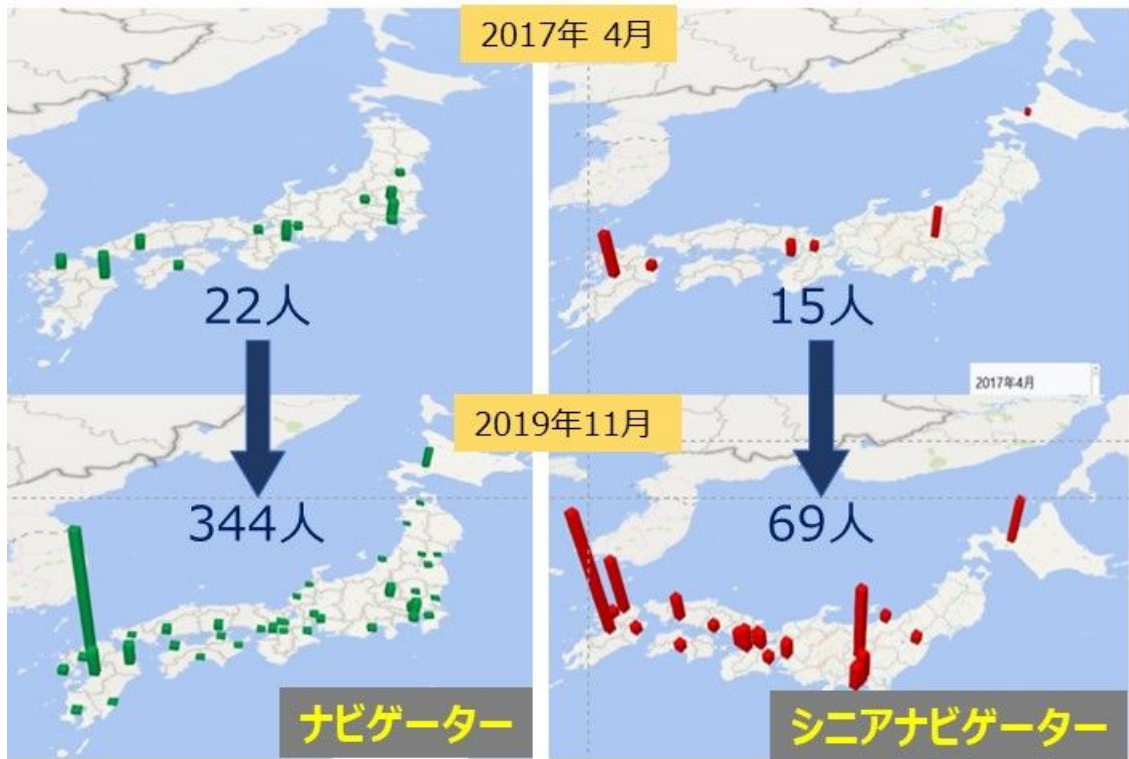 2017年 4月
22人
15人
2017年4月
2019年11月
344人
69人
ナビゲーター
シニアナビゲーター